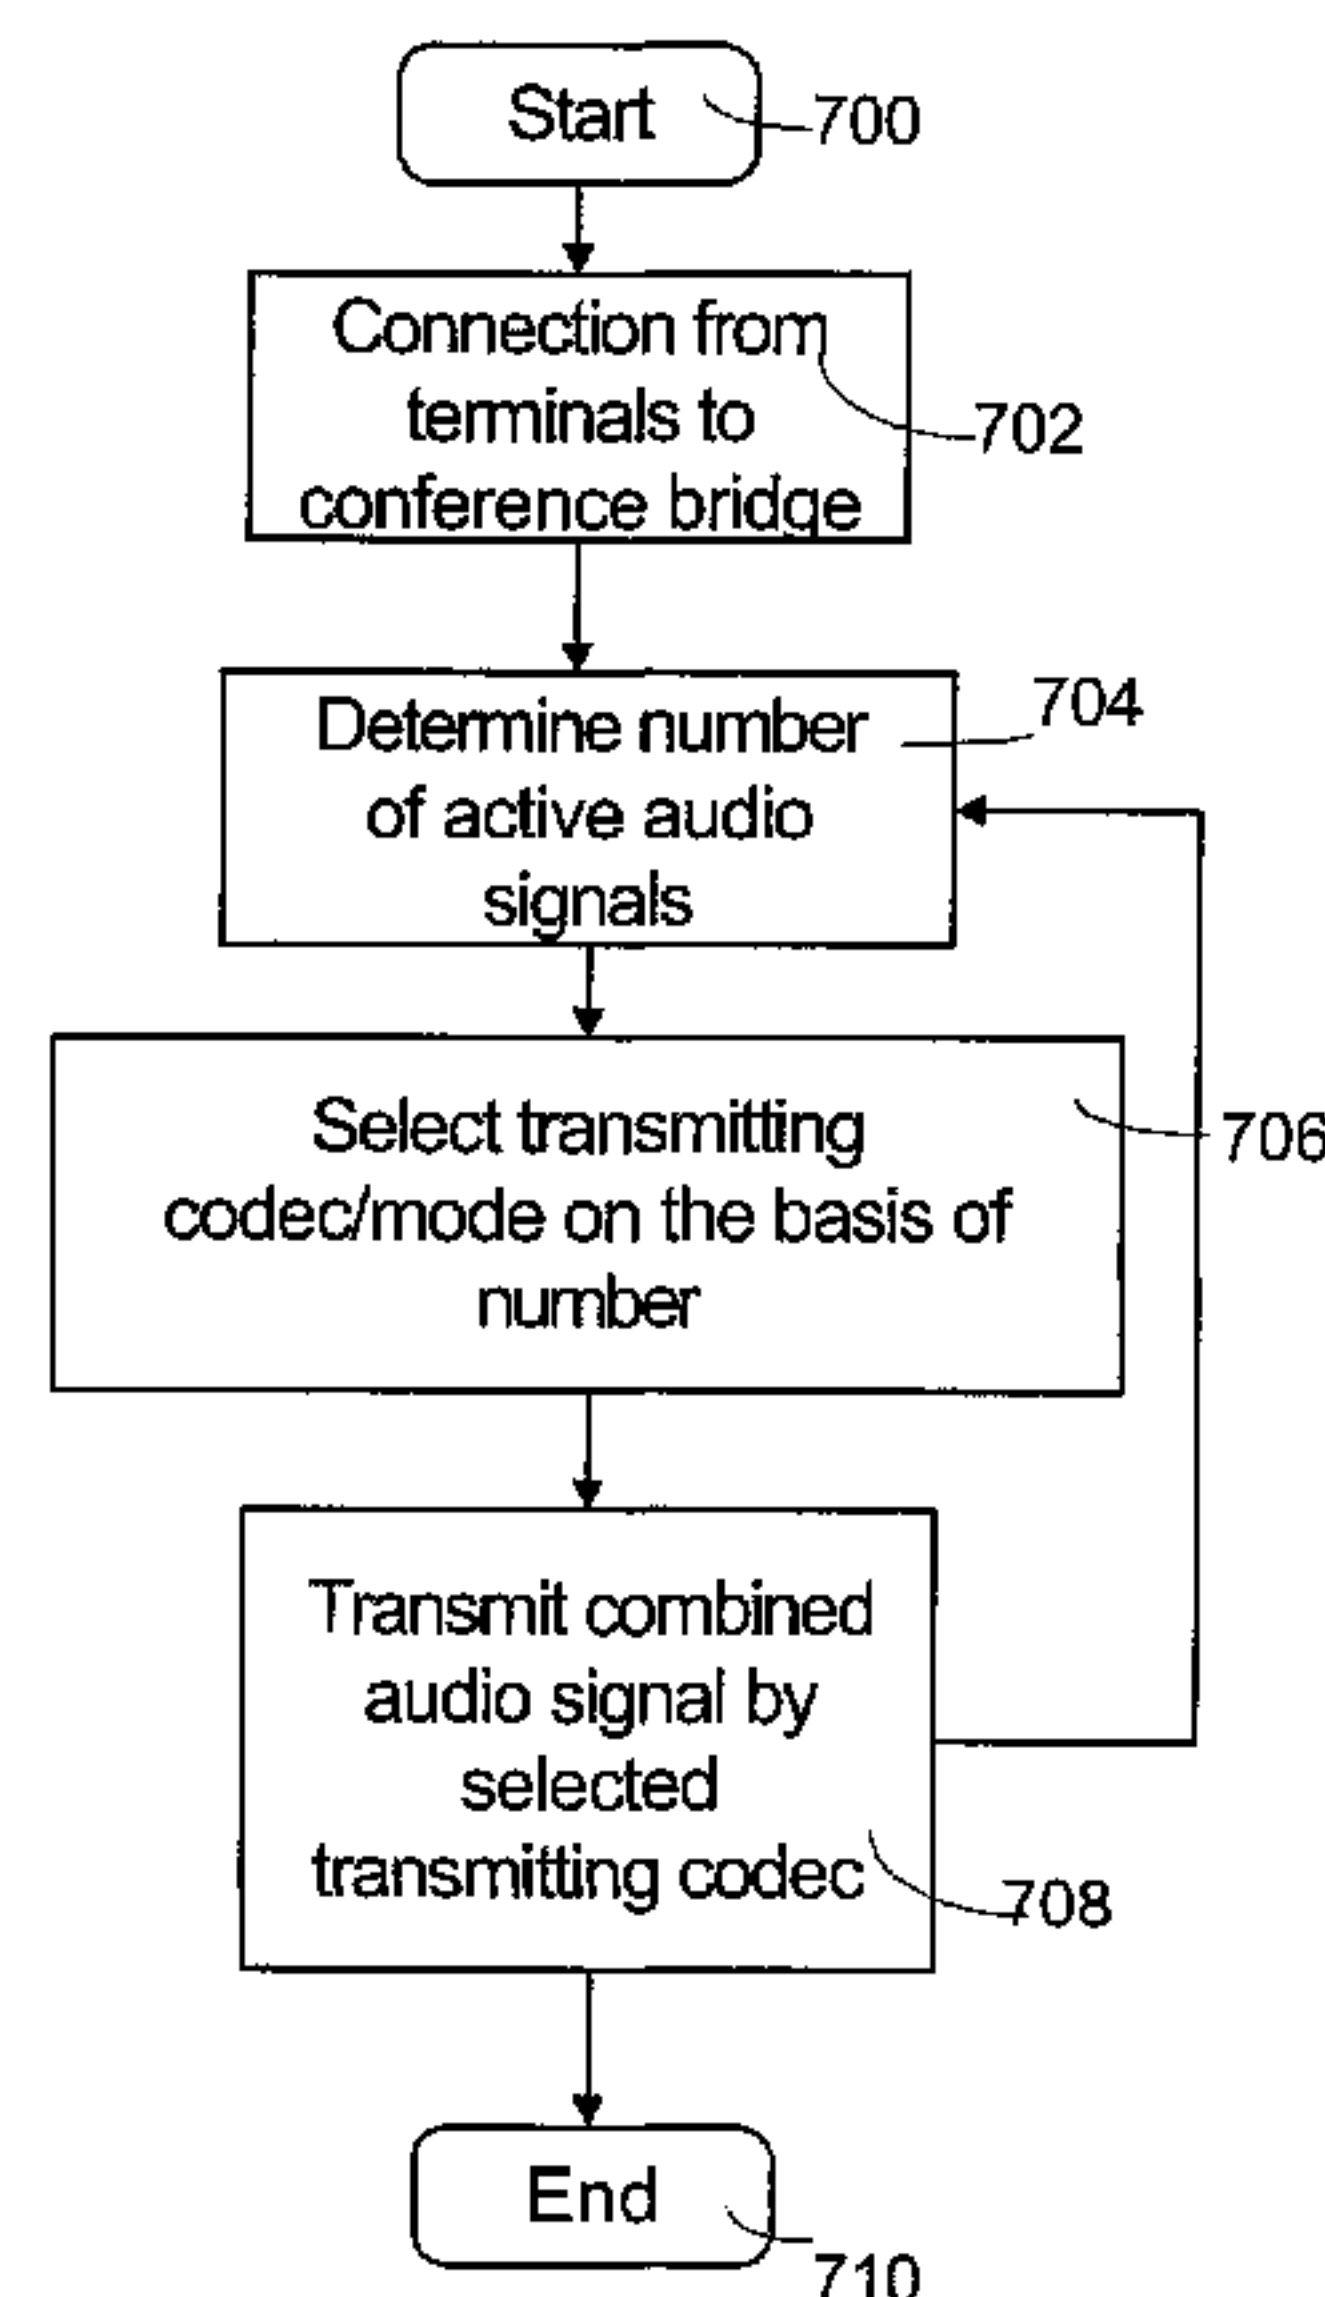 Start
700
Connection from
terminals to
conference bridge
702
Determine number
of active audio
signals
704
Select transmitting
codec/mode on the basis of
number
706
Transmit combined
audio signal by
selected
transmitting codec
708
End
710